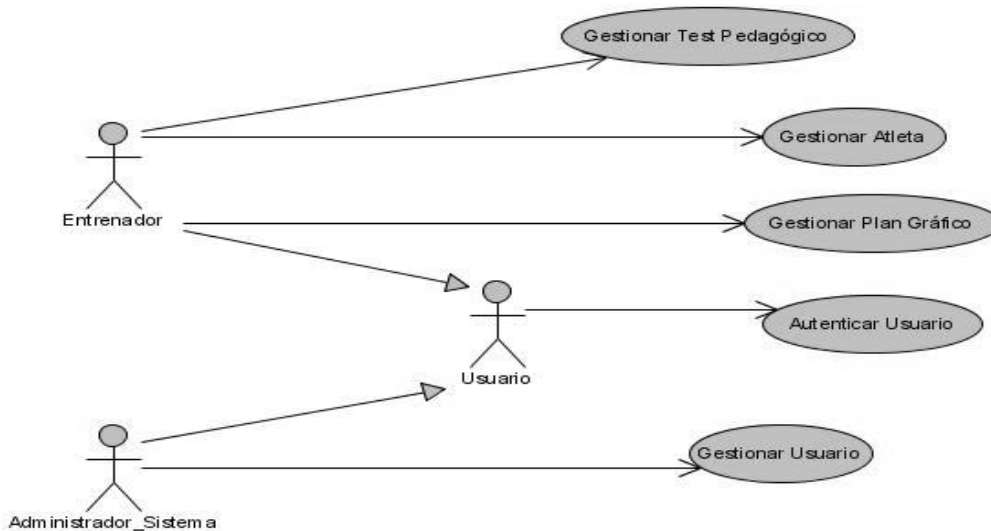 Gestionar Test Pedagógico
Gestionar Atleta
Entrenador
Gestionar Plan Gráfico
Autenticar Usuario
Usuario
Gestionar Usuario
Administrador_Sistema